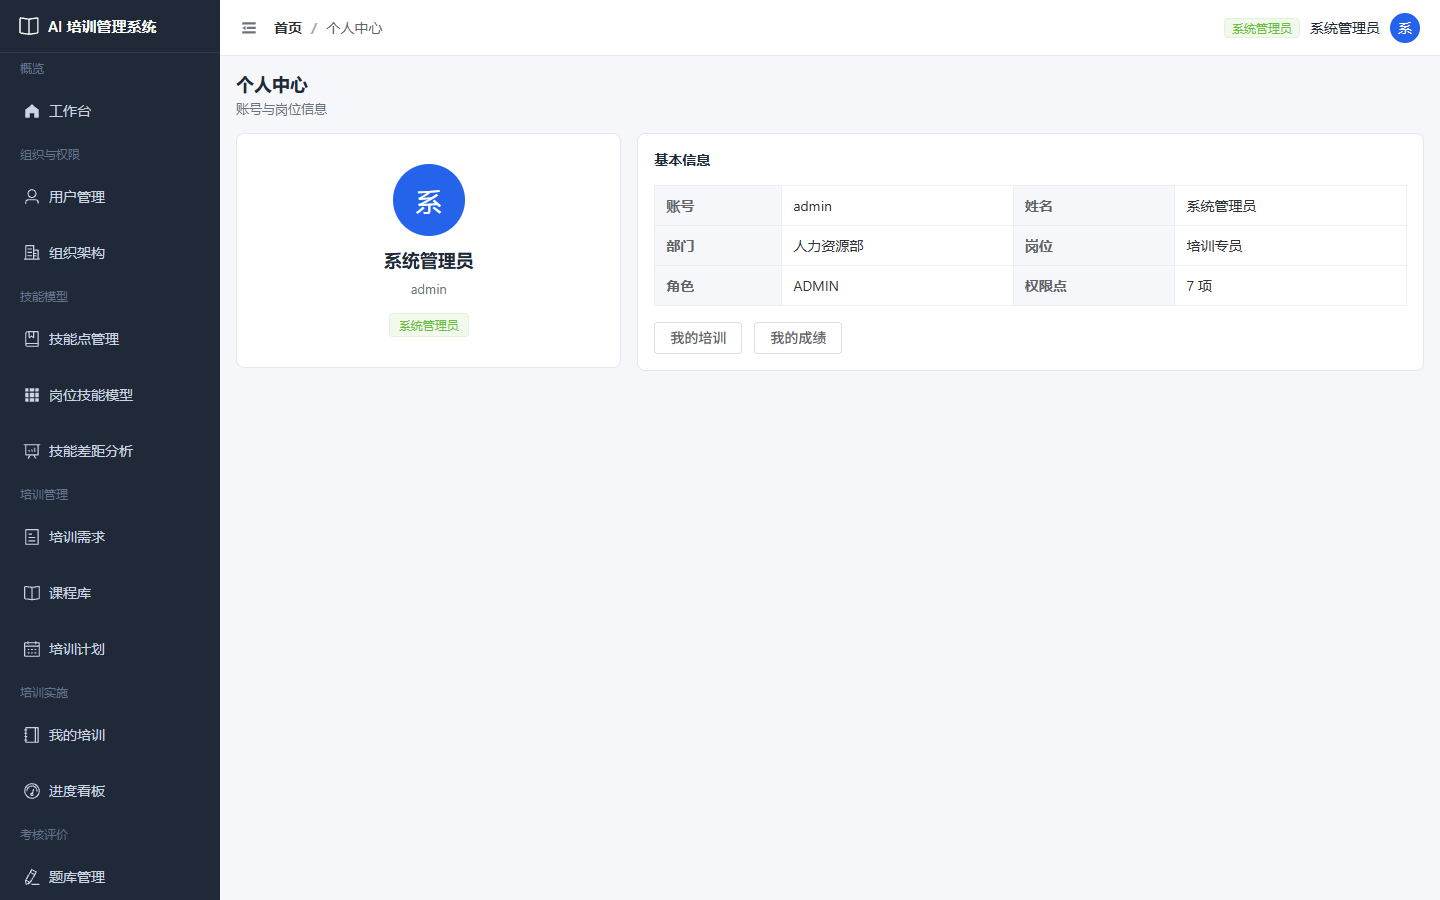 AI 培训管理系统
概览
工作台
组织与权限
用户管理
组织架构
技能模型
技能点管理
岗位技能模型
技能差距分析
培训管理
培训需求
课程库
培训计划
培训实施
我的培训
进度看板
考核评价
题库管理
首页 / 个人中心
系统管理员 系统管理员 系
个人中心
账号与岗位信息
系
系统管理员
admin
系统管理员
基本信息
账号 admin 姓名 系统管理员
部门 人力资源部 岗位 培训专员
角色 ADMIN 权限点 7 项
我的培训 我的成绩